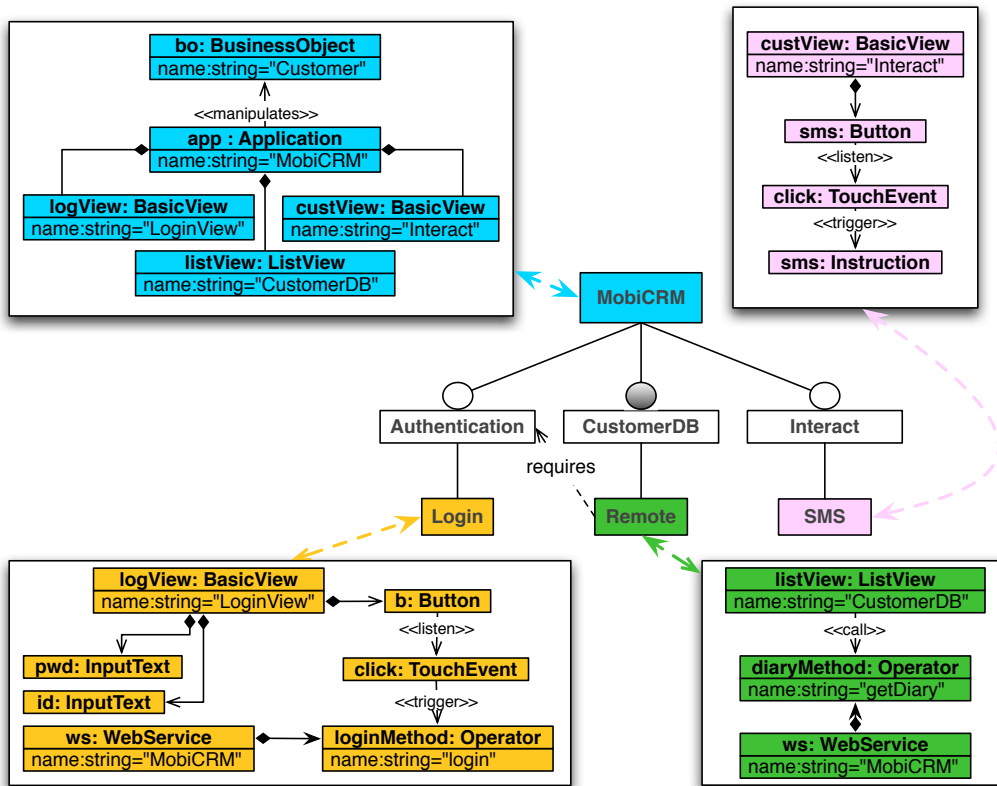 bo: BusinessObject
name:string="Customer"
<<manipulates>>
app : Application
name:string="MobiCRM"
logView: BasicView
name:string="LoginView"
custView: BasicView
name:string="Interact"
listView: ListView
name:string="CustomerDB"
custView: BasicView
name:string="Interact"
sms: Button
<<listen>>
click: TouchEvent
<<trigger>>
sms: Instruction
MobiCRM
Authentication
CustomerDB
Interact
requires
Login
Remote
SMS
logView: BasicView
name:string="LoginView"
b: Button
<<listen>>
pwd: InputText
click: TouchEvent
id: InputText
<<trigger>>
ws: WebService
name:string="MobiCRM"
loginMethod: Operator
name:string="login"
listView: ListView
name:string="CustomerDB"
<<call>>
diaryMethod: Operator
name:string="getDiary"
ws: WebService
name:string="MobiCRM"